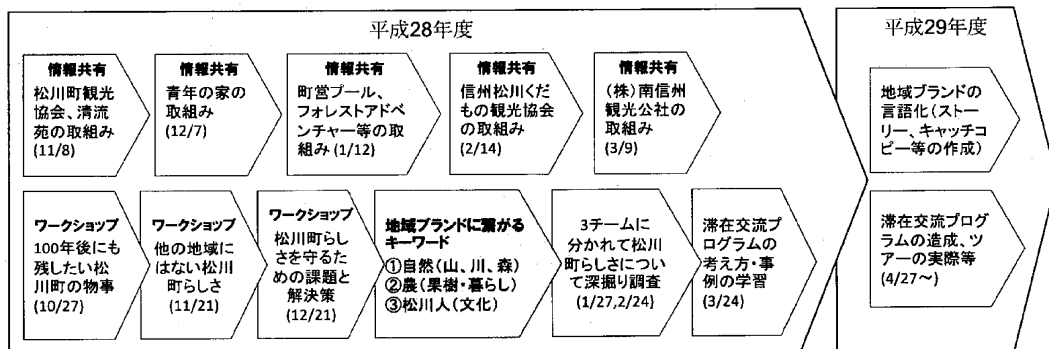 平成28年度
情報共有
松川町観光
協会、清流
苑の取組み
(11/8)
情報共有
青年の家の
取組み
(12/7)
情報共有
町営プール、
フォレストアドベ
ンチャー等の取
組み (1/12)
情報共有
信州松川くだ
もの観光協会
の取組み
(2/14)
情報共有
(株)南信州
観光公社の
取組み
(3/9)
ワークショップ
100年後にも
残したい松
川町の物事
(10/27)
ワークショップ
他の地域に
はない松川
町らしさ
(11/21)
ワークショップ
松川町らし
さを守るた
めの課題と
解決策
(12/21)
地域ブランドに繋がる
キーワード
①自然(山、川、森)
②農(果樹・暮らし)
③松川人(文化)
3チームに
分かれて松川
町らしさについ
て深掘り調査
(1/27,2/24)
滞在交流プ
ログラムの
考え方・事
例の学習
(3/24)
平成29年度
地域ブランドの
言語化(ストー
リー、キャッチコ
ピー等の作成)
滞在交流プログ
ラムの造成、ツ
アーの実際等
(4/27~)